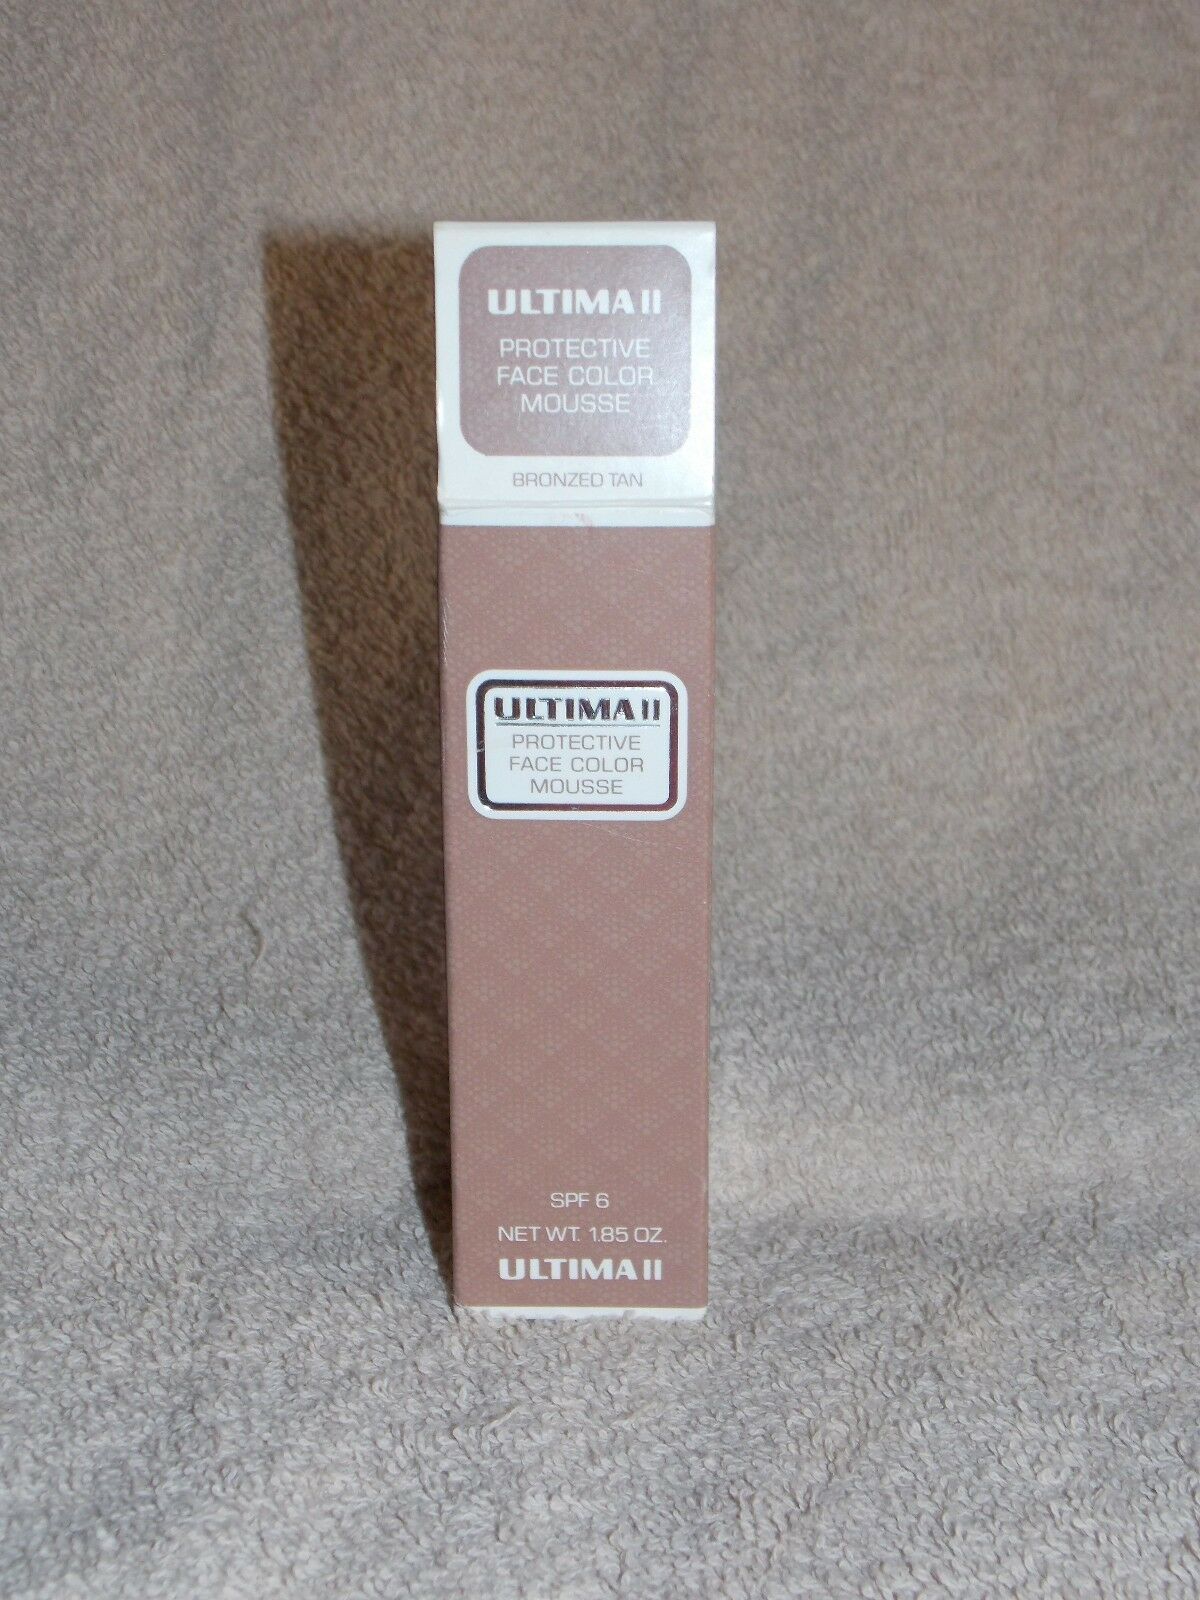 ULTIMA II
PROTECTIVE
FACE COLOR
MOUSSE
BRONZED TAN
ULTIMA II
PROTECTIVE
FACE COLOR
MOUSSE
SPF 6
NET WT. 1.85 OZ.
ULTIMA II